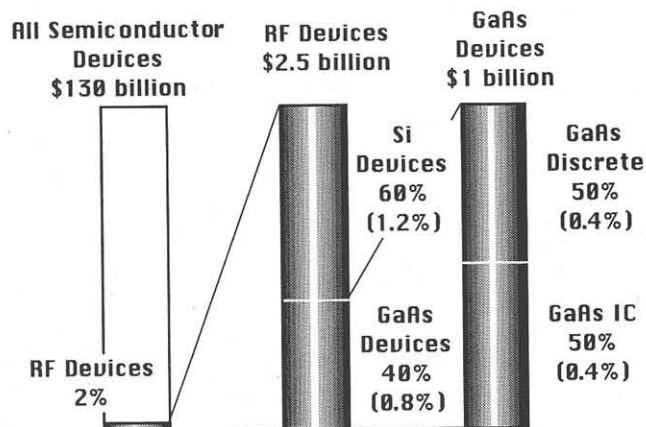 All Semiconductor
Devices
$130 billion
RF Devices
2%
RF Devices
$2.5 billion
Si
Devices
60%
(1.2%)
GaAs
Devices
40%
(0.8%)
GaAs
Devices
$1 billion
GaAs
Discrete
50%
(0.4%)
GaAs IC
50%
(0.4%)